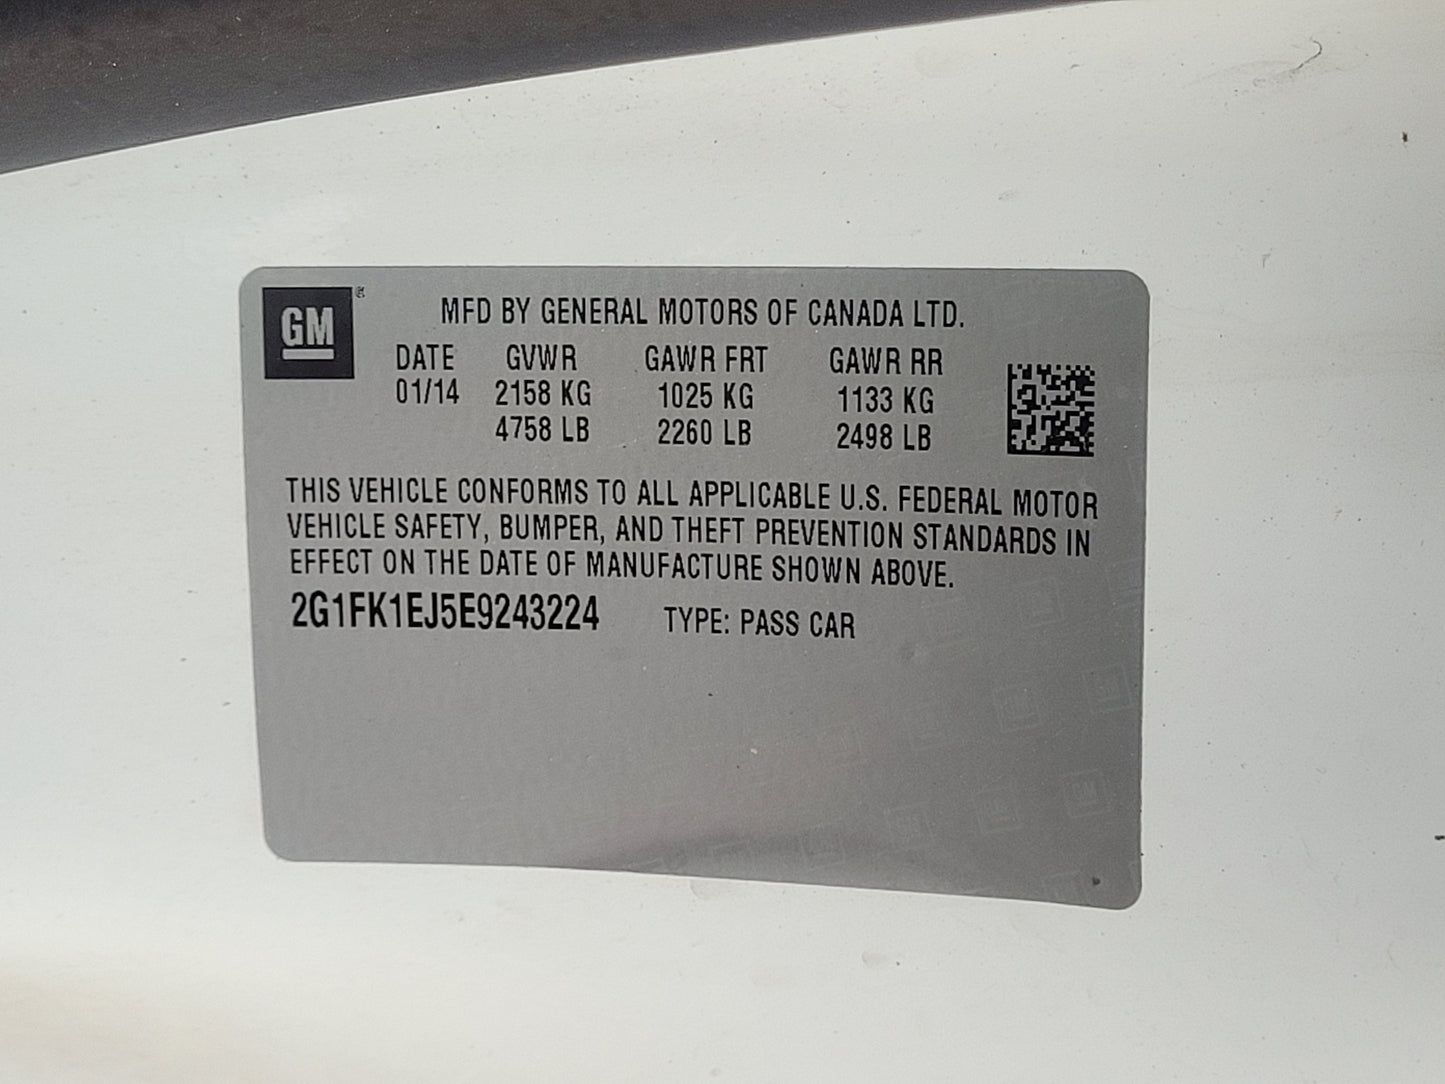 GM ®
MFD BY GENERAL MOTORS OF CANADA LTD.
DATE GVWR GAWR FRT GAWR RR
01/14 2158 KG 1025 KG 1133 KG
4758 LB 2260 LB 2498 LB
THIS VEHICLE CONFORMS TO ALL APPLICABLE U.S. FEDERAL MOTOR
VEHICLE SAFETY, BUMPER, AND THEFT PREVENTION STANDARDS IN
EFFECT ON THE DATE OF MANUFACTURE SHOWN ABOVE.
2G1FK1EJ5E9243224 TYPE: PASS CAR